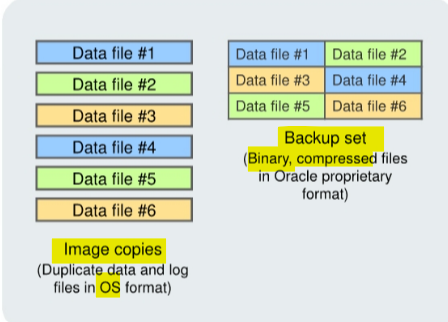 Data file #1
Data file #2
Data file #3
Data file #4
Data file #5
Data file #6
Image copies
(Duplicate data and log
files in OS format)
Data file #1 Data file #2
Data file #3 Data file #4
Data file #5 Data file #6
Backup set
(Binary, compressed files
in Oracle proprietary
format)